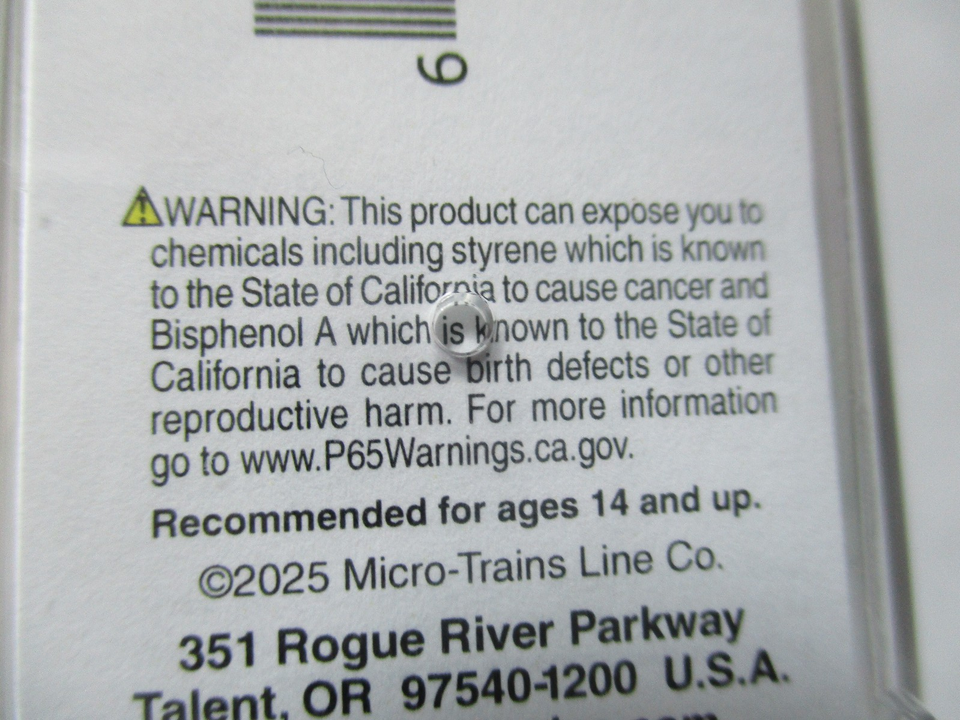 6
WARNING: This product can expose you to
chemicals including styrene which is known
to the State of California to cause cancer and
Bisphenol A which is known to the State of
California to cause birth defects or other
reproductive harm. For more information
go to www.P65Warnings.ca.gov.
Recommended for ages 14 and up.
©2025 Micro-Trains Line Co.
351 Rogue River Parkway
Talent, OR 97540-1200 U.S.A.